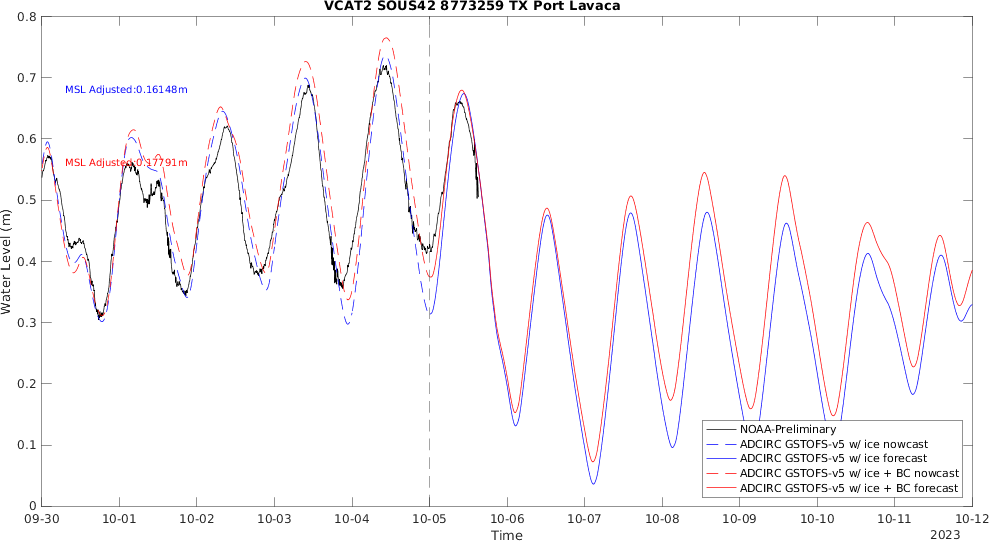 VCAT2 SOUS42 8773259 TX Port Lavaca
Water Level (m)
0.8
0.7
0.6
0.5
0.4
0.3
0.2
0.1
0
MSL Adjusted:0.16148m
MSL Adjusted:0.17791m
NOAA-Preliminary
ADCIRC GSTOFS-v5 w/ ice nowcast
ADCIRC GSTOFS-v5 w/ ice forecast
ADCIRC GSTOFS-v5 w/ ice + BC nowcast
ADCIRC GSTOFS-v5 w/ ice + BC forecast
09-30 10-01 10-02 10-03 10-04 10-05 10-06 10-07 10-08 10-09 10-10 10-11 10-12
Time
2023